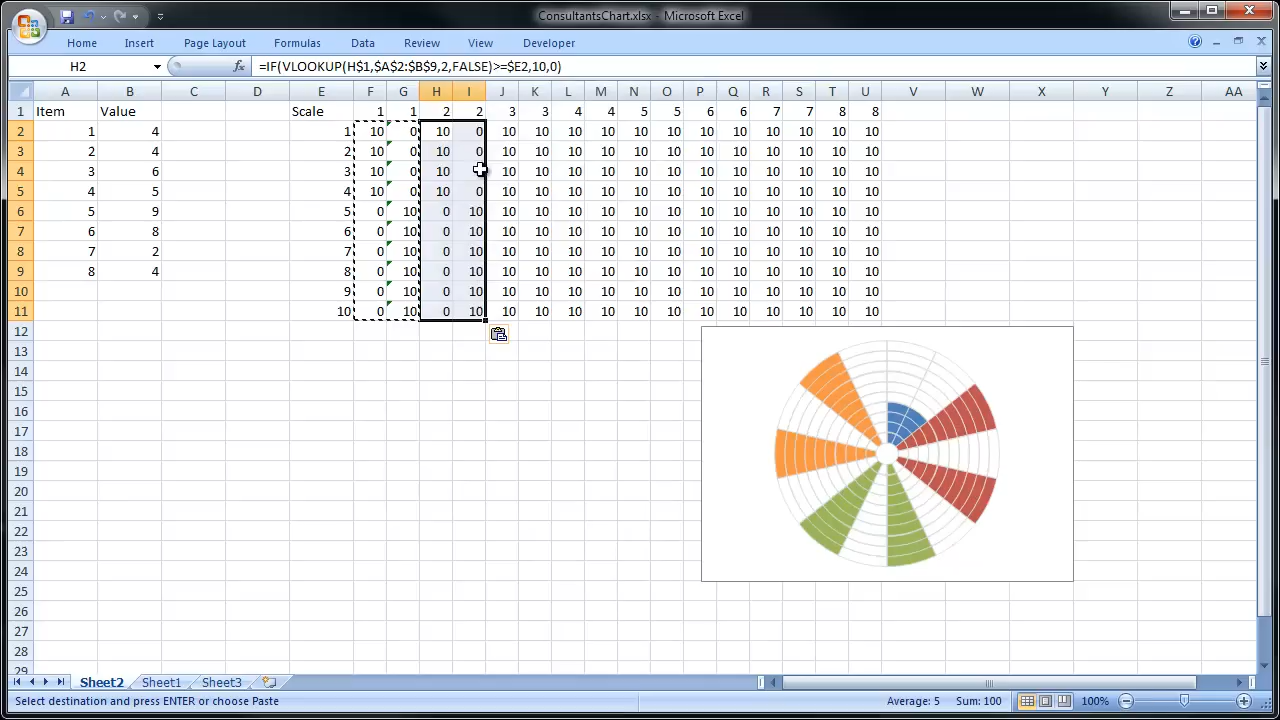 ConsultantsChart.xlsx - Microsoft Excel
Home Insert Page Layout Formulas Data Review View Developer
H2 fx =IF(VLOOKUP(H$1,$A$2:$B$9,2,FALSE)>=$E2,10,0)
A B C D E F G H I J K L M N O P Q R S T U V W X Y Z AA
1 Item Value Scale 1 1 2 2 3 3 4 4 5 5 6 6 7 7 8 8
2 1 4 1 10 0 10 0 10 10 10 10 10 10 10 10 10 10 10 10
3 2 4 2 10 0 10 0 10 10 10 10 10 10 10 10 10 10 10 10
4 3 6 3 10 0 10 0 10 10 10 10 10 10 10 10 10 10 10 10
5 4 5 4 10 0 10 0 10 10 10 10 10 10 10 10 10 10 10 10
6 5 9 5 0 10 0 10 10 10 10 10 10 10 10 10 10 10 10 10
7 6 8 6 0 10 0 10 10 10 10 10 10 10 10 10 10 10 10 10
8 7 2 7 0 10 0 10 10 10 10 10 10 10 10 10 10 10 10 10
9 8 4 8 0 10 0 10 10 10 10 10 10 10 10 10 10 10 10 10
10 9 0 10 0 10 10 10 10 10 10 10 10 10 10 10 10 10
11 10 0 10 0 10 10 10 10 10 10 10 10 10 10 10 10 10
12
13
14
15
16
17
18
19
20
21
22
23
24
25
26
27
28
29
Sheet2 Sheet1 Sheet3
Select destination and press ENTER or choose Paste Average: 5 Sum: 100 100%